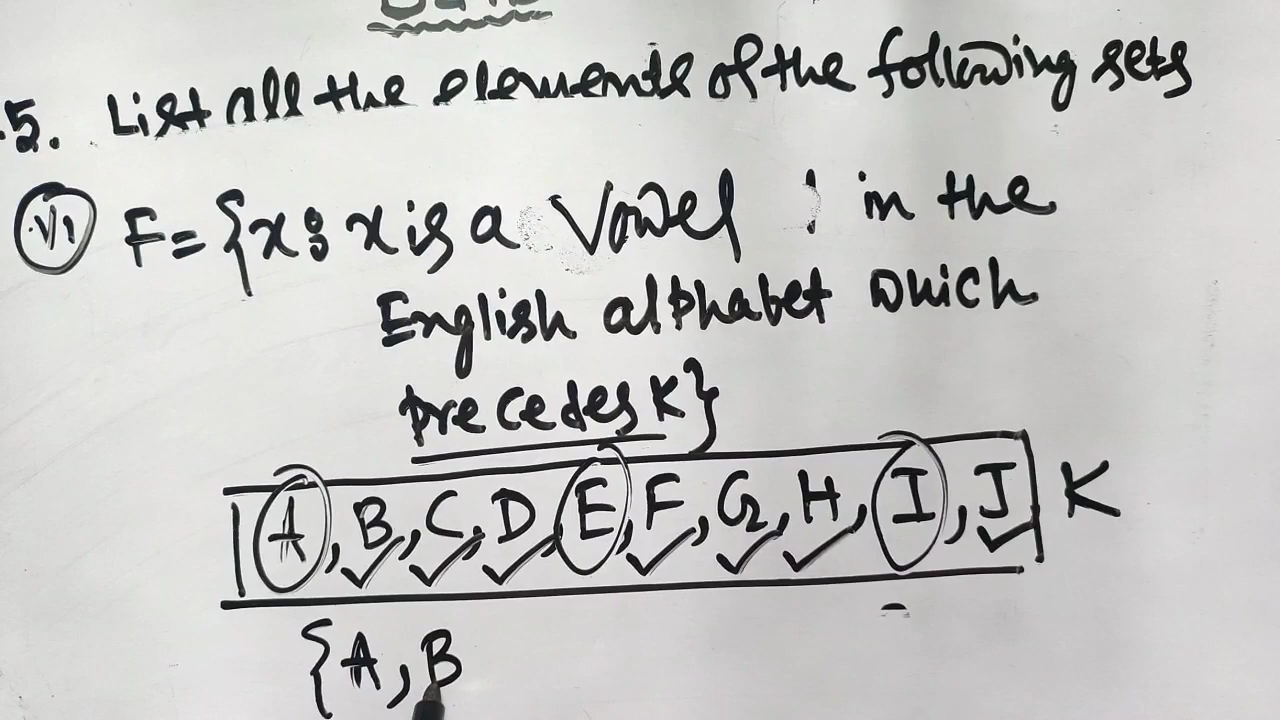 5. List all the elements of the following sets
vi F = {x : x is a Vowel in the
English alphabet which
precedes K}
A, B, C, D, E, F, G, H, I, J K
{A, B